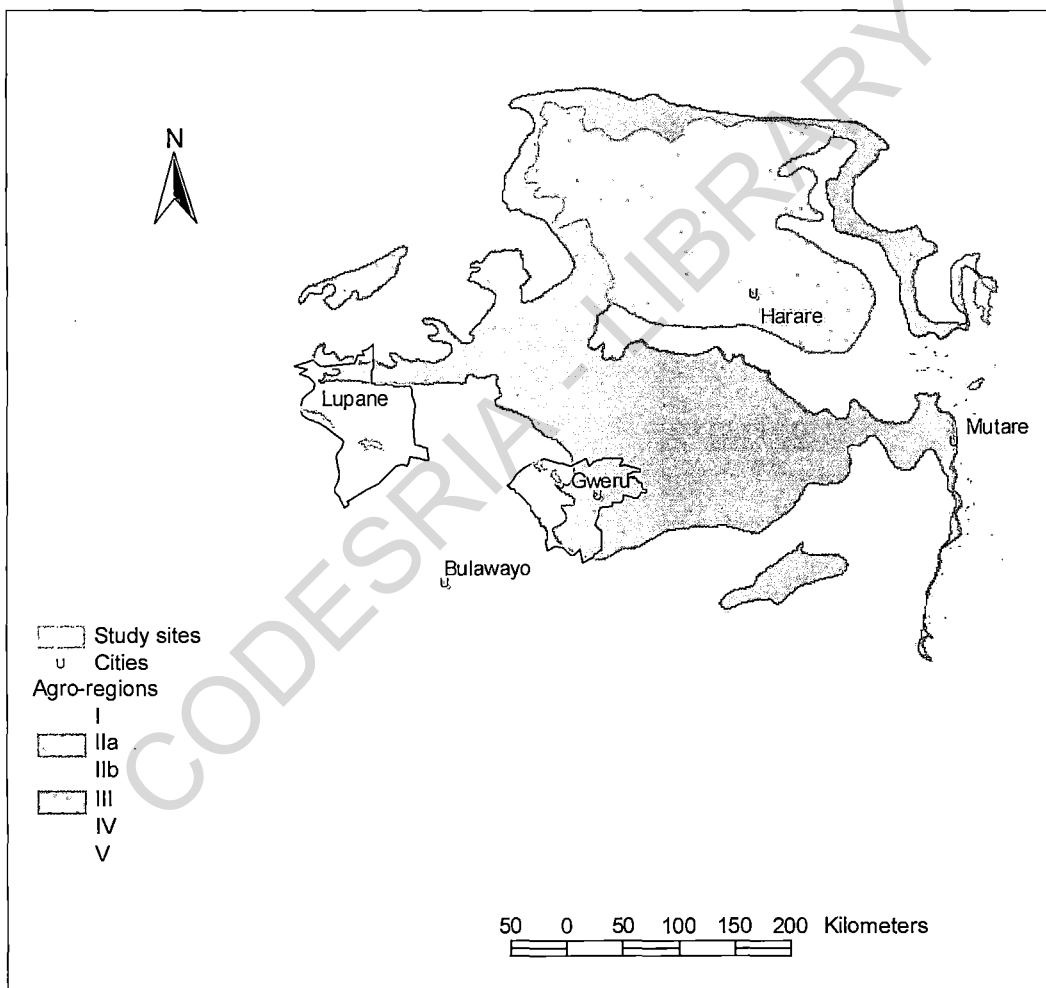 N
Harare
Lupane
Mutare
Gweru
Bulawayo
Study sites
Cities
Agro-regions
I
IIa
IIb
III
IV
V
50 0 50 100 150 200 Kilometers
CODESRIA - LIBRARY